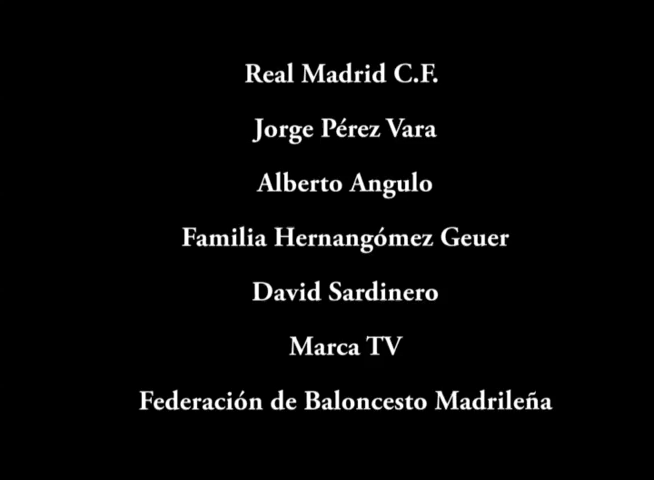 Real Madrid C.F.
Jorge Pérez Vara
Alberto Angulo
Familia Hernangómez Geuer
David Sardinero
Marca TV
Federación de Baloncesto Madrileña